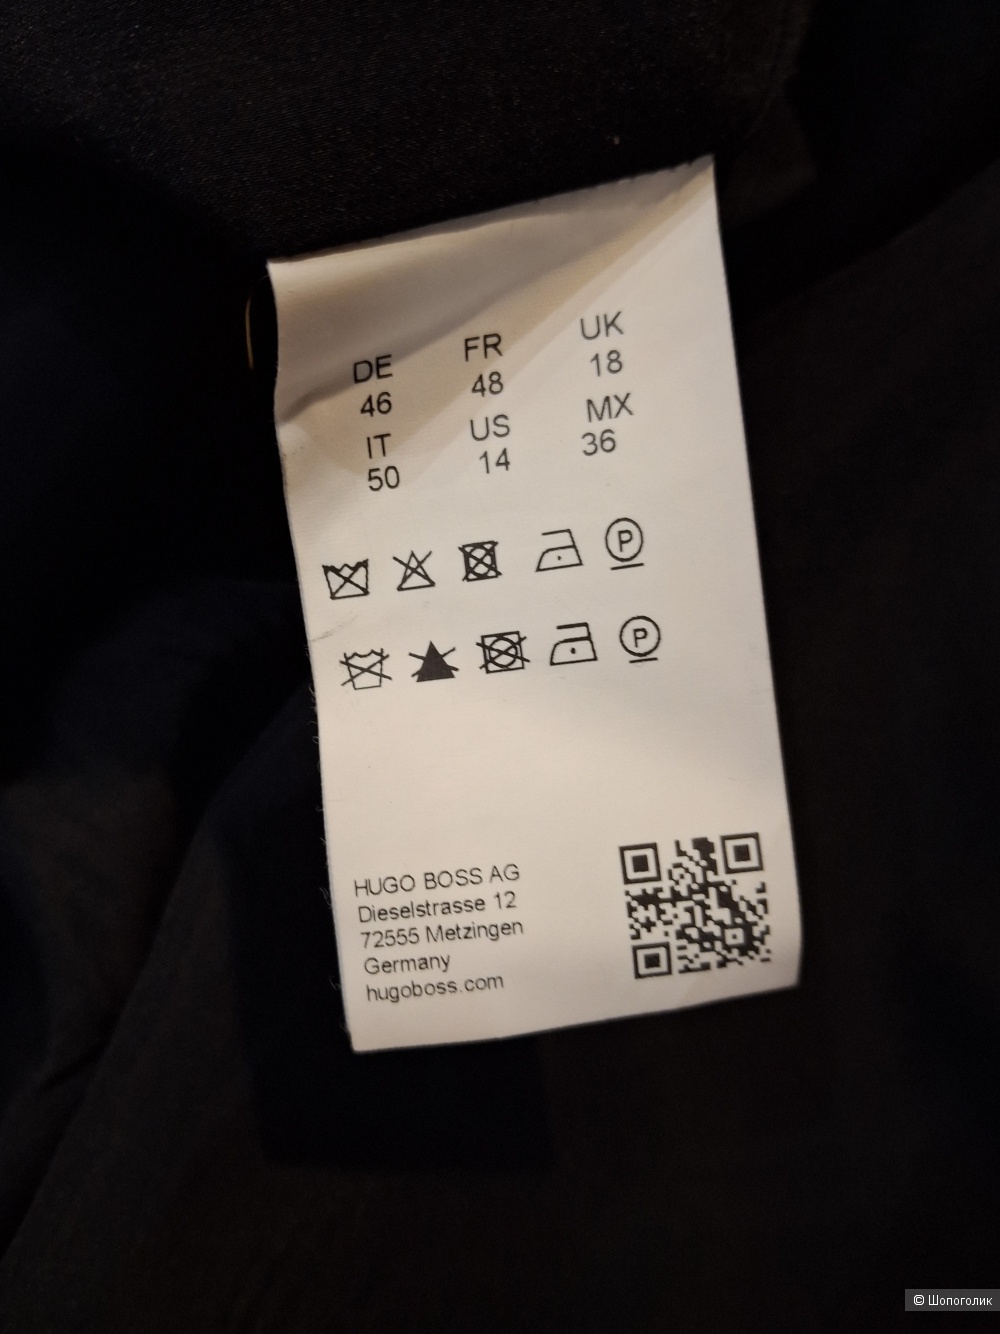 DE FR UK
46 48 18
IT US MX
50 14 36
P
P
HUGO BOSS AG
Dieselstrasse 12
72555 Metzingen
Germany
hugoboss.com
© Шопоголик